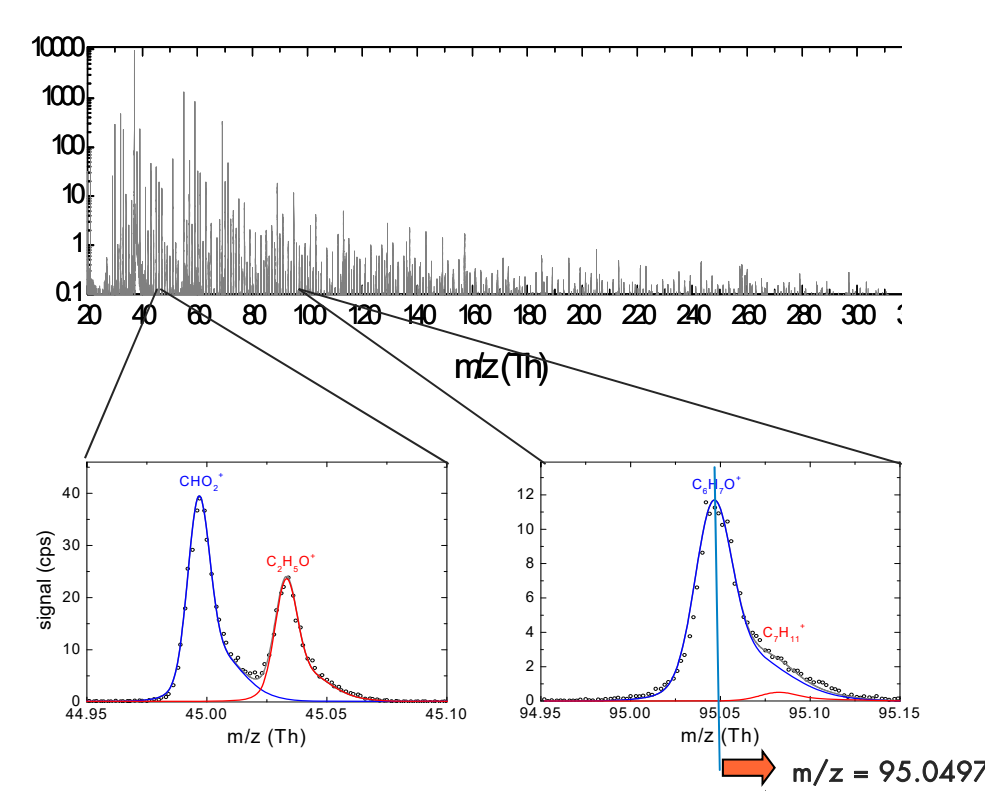 10000
1000
100
10
1
0.1
20 40 60 80 100 120 140 160 180 200 220 240 260 280 300
m/z (Th)
CHO₂⁺
C₂H₅O⁺
40
30
20
10
0
signal (cps)
44.95 45.00 45.05 45.10
m/z (Th)
C₆H₇O⁺
C₇H₁₁⁺
12
10
8
6
4
2
0
94.95 95.00 95.05 95.10 95.15
m/z (Th)
m/z = 95.0497